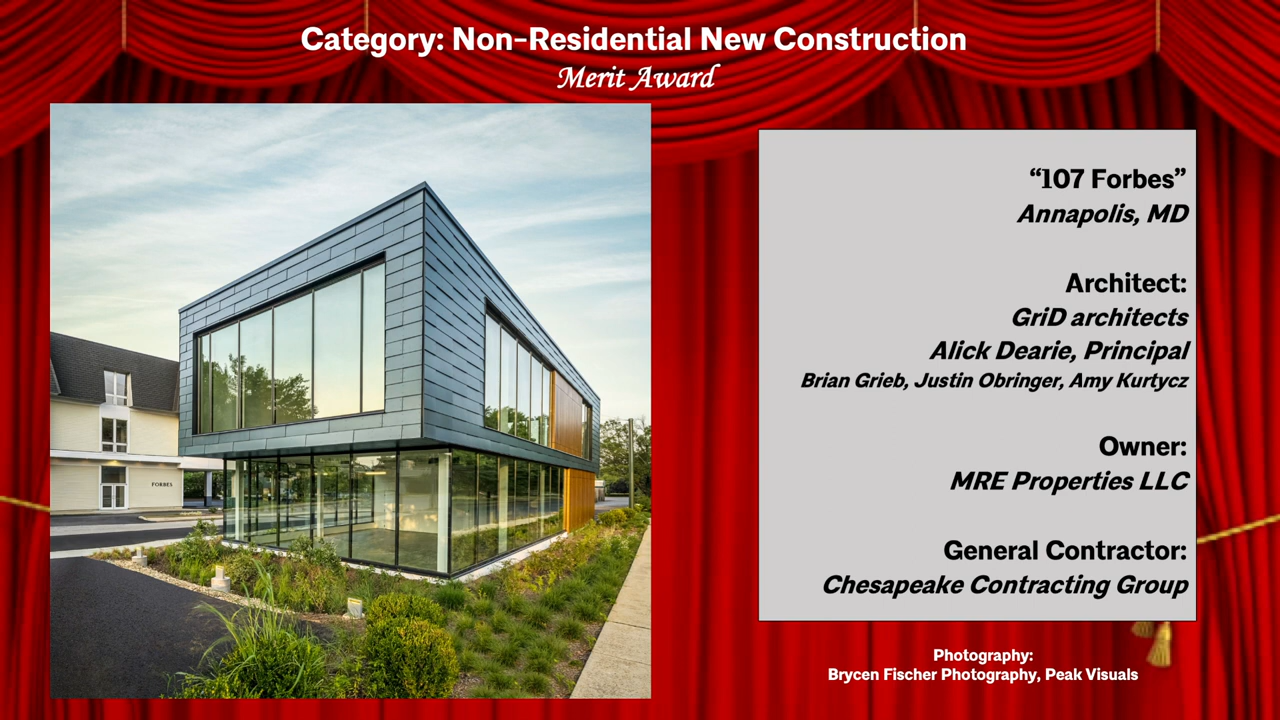 Category: Non-Residential New Construction
Merit Award
FORBES
“107 Forbes”
Annapolis, MD
Architect:
GriD architects
Alick Dearie, Principal
Brian Grieb, Justin Obringer, Amy Kurtycz
Owner:
MRE Properties LLC
General Contractor:
Chesapeake Contracting Group
Photography:
Brycen Fischer Photography, Peak Visuals